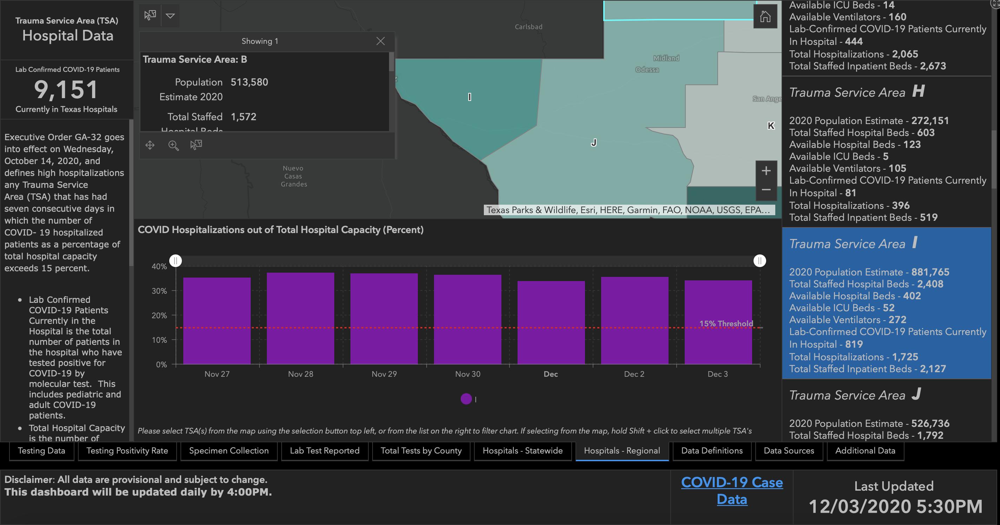 Trauma Service Area (TSA)
Hospital Data
Lab Confirmed COVID-19 Patients
9,151
Currently in Texas Hospitals
Executive Order GA-32 goes
into effect on Wednesday,
October 14, 2020, and
defines high hospitalizations
any Trauma Service
Area (TSA) that has had
seven consecutive days in
which the number of
COVID- 19 hospitalized
patients as a percentage of
total hospital capacity
exceeds 15 percent.
• Lab Confirmed
COVID-19 Patients
Currently in the
Hospital is the total
number of patients in
the hospital who have
tested positive for
COVID-19 by
molecular test.  This
includes pediatric and
adult COVID-19
patients.
• Total Hospital Capacity
is the number of
Showing 1
Trauma Service Area: B
Population 513,580
Estimate 2020
Total Staffed 1,572
Hospital Beds
Carlsbad
Midland
Odessa
San Ange
I
J
K
Nuevo
Casas
Grandes
Texas Parks & Wildlife, Esri, HERE, Garmin, FAO, NOAA, USGS, EPA…
COVID Hospitalizations out of Total Hospital Capacity (Percent)
40%
30%
20%
15% Threshold
10%
0%
Nov 27 Nov 28 Nov 29 Nov 30 Dec Dec 2 Dec 3
I
Please select TSA(s) from the map using the selection button top left, or from the list on the right to filter chart. If selecting from the map, hold Shift + click to select multiple TSA's
Available ICU Beds - 14
Available Ventilators - 160
Lab-Confirmed COVID-19 Patients Currently
In Hospital - 444
Total Hospitalizations - 2,065
Total Staffed Inpatient Beds - 2,673
Trauma Service Area H
2020 Population Estimate - 272,151
Total Staffed Hospital Beds - 603
Available Hospital Beds - 123
Available ICU Beds - 5
Available Ventilators - 105
Lab-Confirmed COVID-19 Patients Currently
In Hospital - 81
Total Hospitalizations - 396
Total Staffed Inpatient Beds - 519
Trauma Service Area I
2020 Population Estimate - 881,765
Total Staffed Hospital Beds - 2,408
Available Hospital Beds - 402
Available ICU Beds - 52
Available Ventilators - 272
Lab-Confirmed COVID-19 Patients Currently
In Hospital - 819
Total Hospitalizations - 1,725
Total Staffed Inpatient Beds - 2,127
Trauma Service Area J
2020 Population Estimate - 526,736
Total Staffed Hospital Beds - 1,792
Testing Data Testing Positivity Rate Specimen Collection Lab Test Reported Total Tests by County Hospitals - Statewide Hospitals - Regional Data Definitions Data Sources Additional Data
Disclaimer: All data are provisional and subject to change.
This dashboard will be updated daily by 4:00PM.
COVID-19 Case
Data
Last Updated
12/03/2020 5:30PM